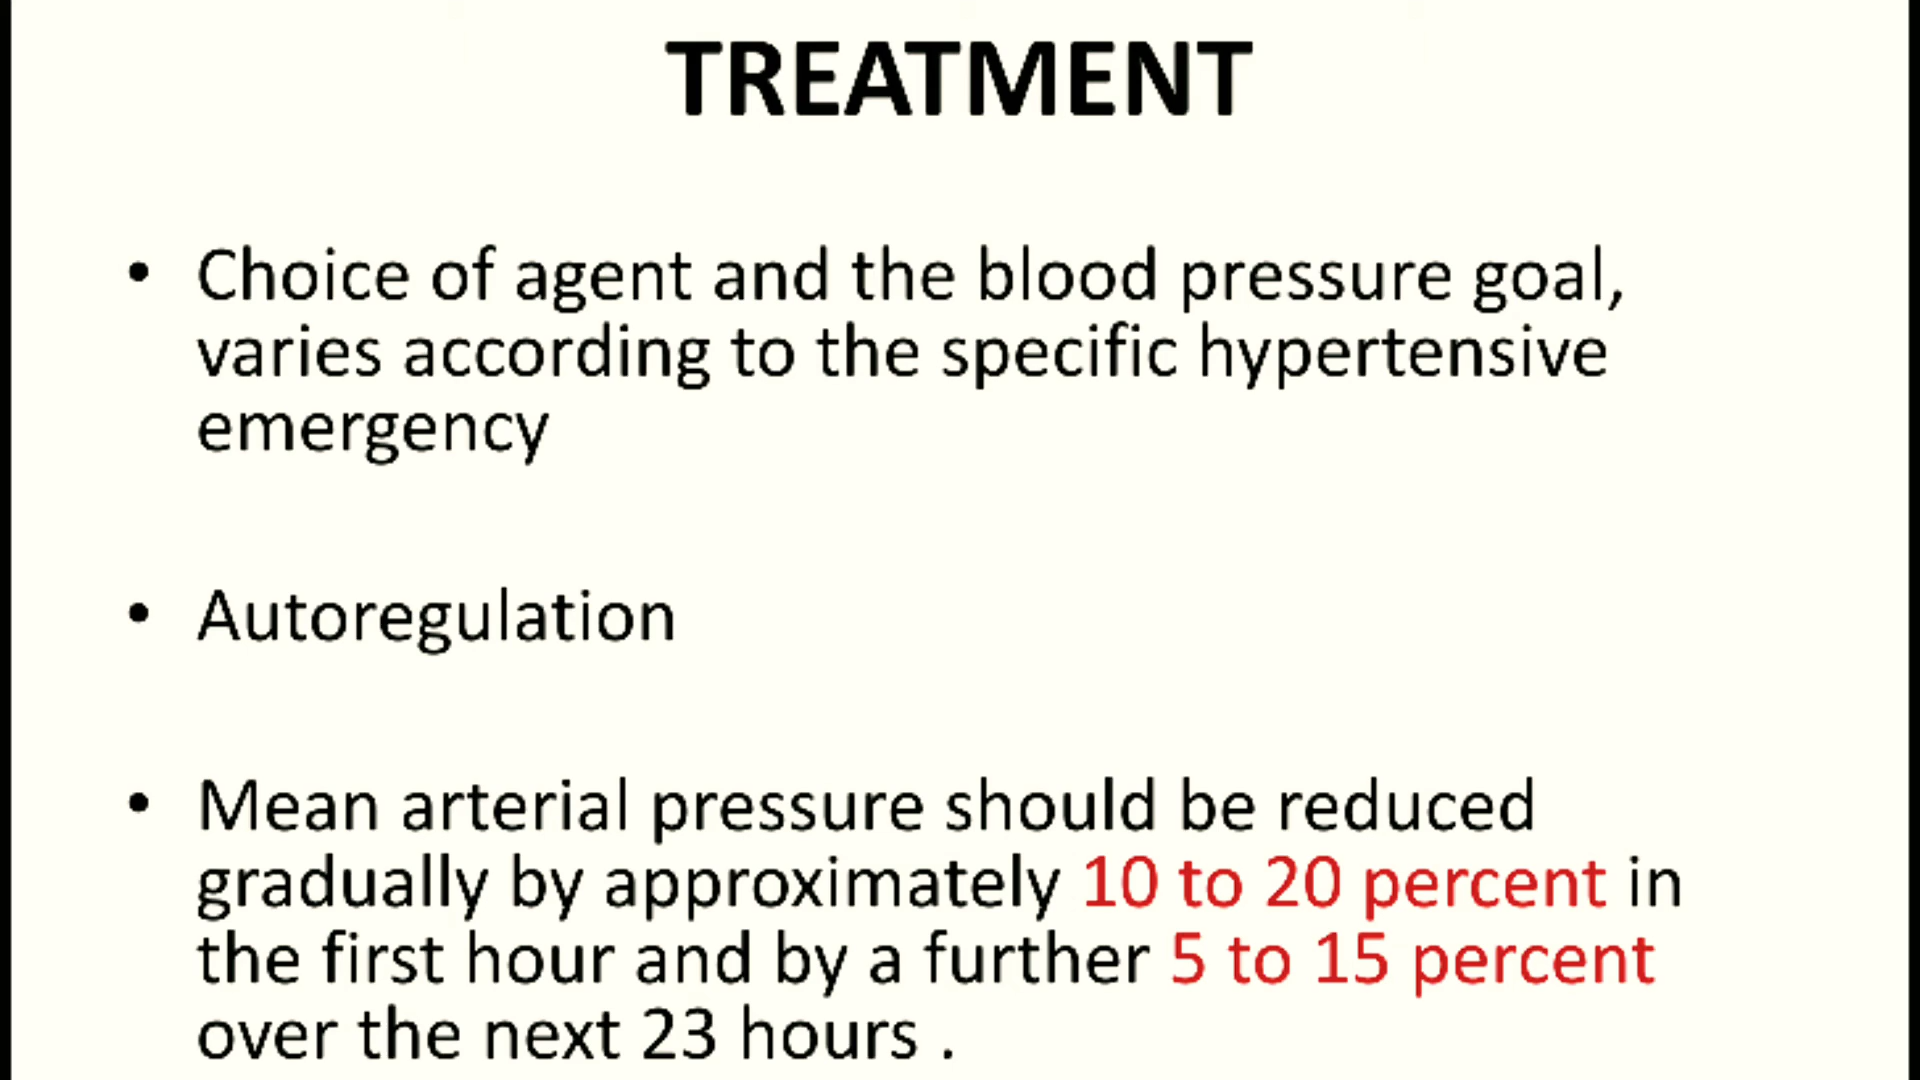 TREATMENT
• Choice of agent and the blood pressure goal,
varies according to the specific hypertensive
emergency
• Autoregulation
• Mean arterial pressure should be reduced
gradually by approximately 10 to 20 percent in
the first hour and by a further 5 to 15 percent
over the next 23 hours .